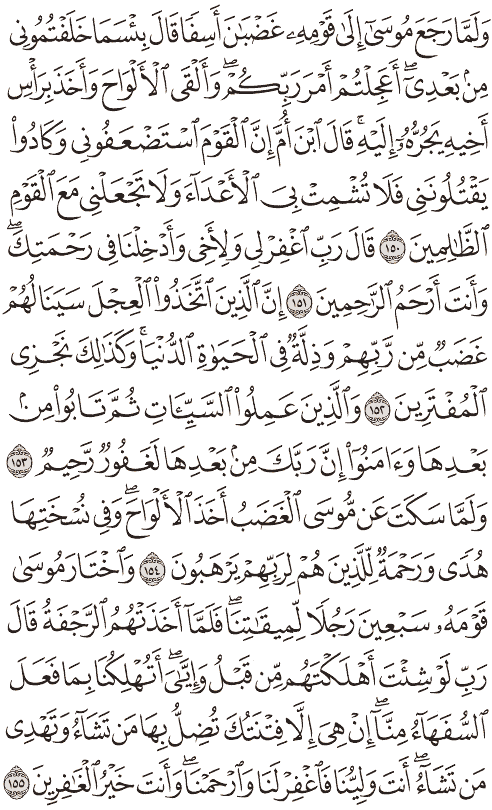 وَلَمَّا رَجَعَ مُوسَىٰٓ إِلَىٰ قَوْمِهِۦ غَضْبَٰنَ أَسِفًا قَالَ بِئْسَمَا خَلَفْتُمُونِي
مِنۢ بَعْدِيٓۖ أَعَجِلْتُمْ أَمْرَ رَبِّكُمْۖ وَأَلْقَى ٱلْأَلْوَاحَ وَأَخَذَ بِرَأْسِ
أَخِيهِ يَجُرُّهُۥٓ إِلَيْهِۚ قَالَ ٱبْنَ أُمَّ إِنَّ ٱلْقَوْمَ ٱسْتَضْعَفُونِي وَكَادُوا۟
يَقْتُلُونَنِي فَلَا تُشْمِتْ بِيَ ٱلْأَعْدَآءَ وَلَا تَجْعَلْنِي مَعَ ٱلْقَوْمِ
ٱلظَّٰلِمِينَ ١٥٠ قَالَ رَبِّ ٱغْفِرْ لِي وَلِأَخِي وَأَدْخِلْنَا فِي رَحْمَتِكَۖ
وَأَنتَ أَرْحَمُ ٱلرَّٰحِمِينَ ١٥١ إِنَّ ٱلَّذِينَ ٱتَّخَذُوا۟ ٱلْعِجْلَ سَيَنَالُهُمْ
غَضَبٌ مِّن رَّبِّهِمْ وَذِلَّةٌ فِي ٱلْحَيَوٰةِ ٱلدُّنْيَاۚ وَكَذَٰلِكَ نَجْزِي
ٱلْمُفْتَرِينَ ١٥٢ وَٱلَّذِينَ عَمِلُوا۟ ٱلسَّيِّـَٔاتِ ثُمَّ تَابُوا۟ مِنۢ
بَعْدِهَا وَءَامَنُوٓا۟ إِنَّ رَبَّكَ مِنۢ بَعْدِهَا لَغَفُورٌ رَّحِيمٌ ١٥٣
وَلَمَّا سَكَتَ عَن مُّوسَى ٱلْغَضَبُ أَخَذَ ٱلْأَلْوَاحَۖ وَفِي نُسْخَتِهَا
هُدًى وَرَحْمَةٌ لِّلَّذِينَ هُمْ لِرَبِّهِمْ يَرْهَبُونَ ١٥٤ وَٱخْتَارَ مُوسَىٰ
قَوْمَهُۥ سَبْعِينَ رَجُلًا لِّمِيقَٰتِنَاۖ فَلَمَّآ أَخَذَتْهُمُ ٱلرَّجْفَةُ قَالَ
رَبِّ لَوْ شِئْتَ أَهْلَكْتَهُم مِّن قَبْلُ وَإِيَّٰيَۖ أَتُهْلِكُنَا بِمَا فَعَلَ
ٱلسُّفَهَآءُ مِنَّآۖ إِنْ هِيَ إِلَّا فِتْنَتُكَ تُضِلُّ بِهَا مَن تَشَآءُ وَتَهْدِي
مَن تَشَآءُۖ أَنتَ وَلِيُّنَا فَٱغْفِرْ لَنَا وَٱرْحَمْنَاۖ وَأَنتَ خَيْرُ ٱلْغَٰفِرِينَ ١٥٥